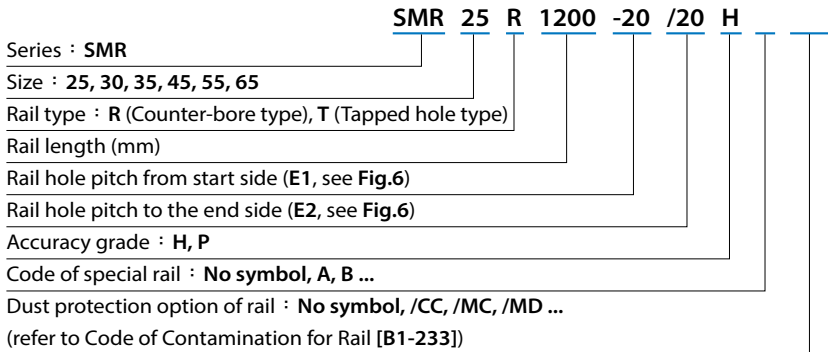 SMR 25 R 1200 -20 /20 H
Series : SMR
Size : 25, 30, 35, 45, 55, 65
Rail type : R (Counter-bore type), T (Tapped hole type)
Rail length (mm)
Rail hole pitch from start side (E1, see Fig.6)
Rail hole pitch to the end side (E2, see Fig.6)
Accuracy grade : H, P
Code of special rail : No symbol, A, B ...
Dust protection option of rail : No symbol, /CC, /MC, /MD ...
(refer to Code of Contamination for Rail [B1-233])